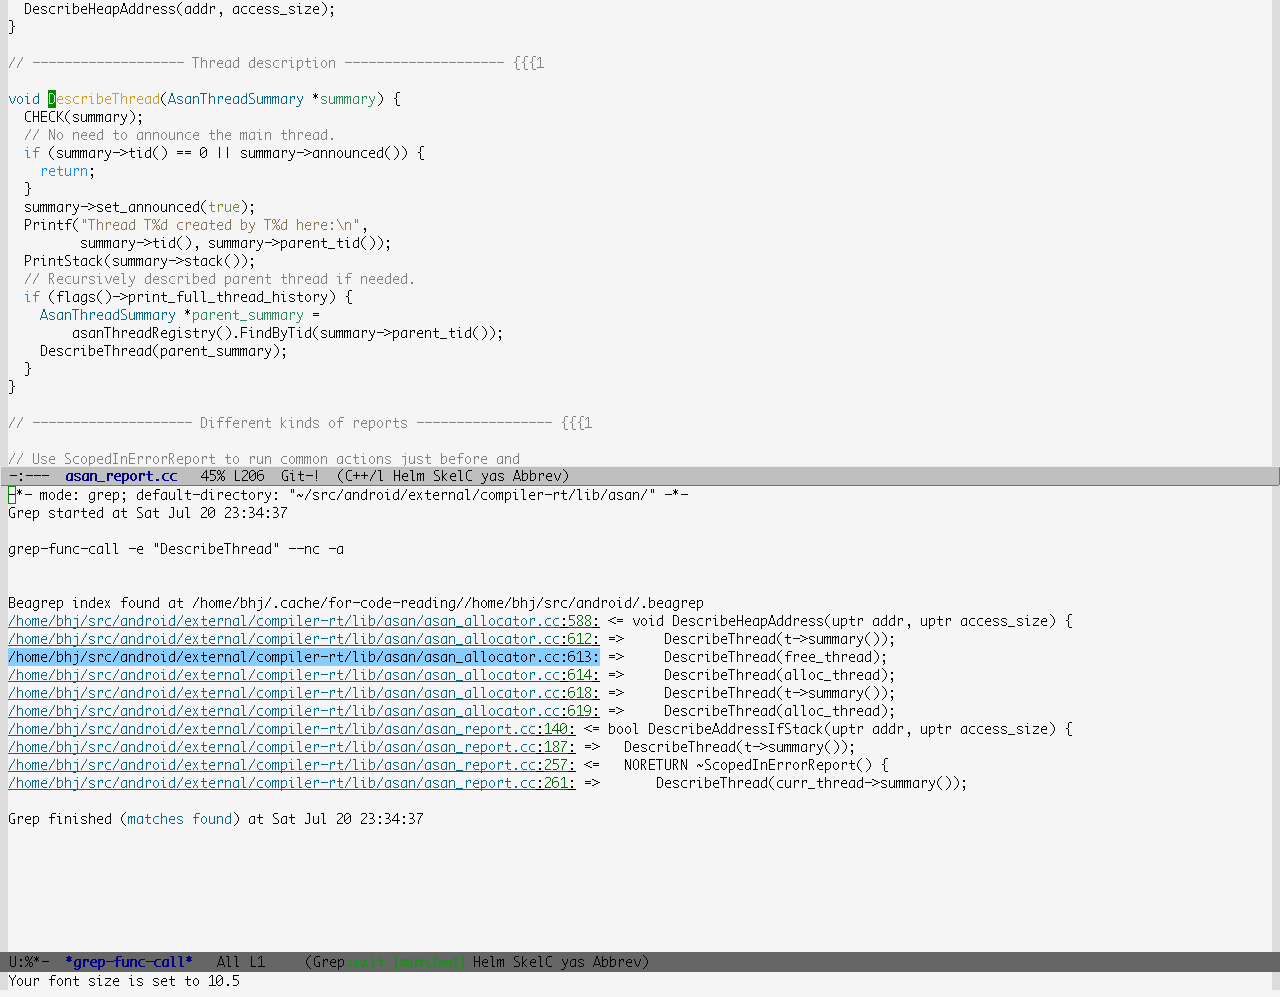 DescribeHeapAddress(addr, access_size);
}

// ------------------- Thread description -------------------- {{{1

void DescribeThread(AsanThreadSummary *summary) {
  CHECK(summary);
  // No need to announce the main thread.
  if (summary->tid() == 0 || summary->announced()) {
    return;
  }
  summary->set_announced(true);
  Printf("Thread T%d created by T%d here:\n",
         summary->tid(), summary->parent_tid());
  PrintStack(summary->stack());
  // Recursively described parent thread if needed.
  if (flags()->print_full_thread_history) {
    AsanThreadSummary *parent_summary =
        asanThreadRegistry().FindByTid(summary->parent_tid());
    DescribeThread(parent_summary);
  }
}

// -------------------- Different kinds of reports ----------------- {{{1

// Use ScopedInErrorReport to run common actions just before and
-:---  asan_report.cc   45% L206  Git-!  (C++/l Helm SkelC yas Abbrev)
-*- mode: grep; default-directory: "~/src/android/external/compiler-rt/lib/asan/" -*-
Grep started at Sat Jul 20 23:34:37

grep-func-call -e "DescribeThread" --nc -a

Beagrep index found at /home/bhj/.cache/for-code-reading//home/bhj/src/android/.beagrep
/home/bhj/src/android/external/compiler-rt/lib/asan/asan_allocator.cc:588: <= void DescribeHeapAddress(uptr addr, uptr access_size) {
/home/bhj/src/android/external/compiler-rt/lib/asan/asan_allocator.cc:612: =>     DescribeThread(t->summary());
/home/bhj/src/android/external/compiler-rt/lib/asan/asan_allocator.cc:613: =>     DescribeThread(free_thread);
/home/bhj/src/android/external/compiler-rt/lib/asan/asan_allocator.cc:614: =>     DescribeThread(alloc_thread);
/home/bhj/src/android/external/compiler-rt/lib/asan/asan_allocator.cc:618: =>     DescribeThread(t->summary());
/home/bhj/src/android/external/compiler-rt/lib/asan/asan_allocator.cc:619: =>     DescribeThread(alloc_thread);
/home/bhj/src/android/external/compiler-rt/lib/asan/asan_report.cc:140: <= bool DescribeAddressIfStack(uptr addr, uptr access_size) {
/home/bhj/src/android/external/compiler-rt/lib/asan/asan_report.cc:187: =>   DescribeThread(t->summary());
/home/bhj/src/android/external/compiler-rt/lib/asan/asan_report.cc:257: <=   NORETURN ~ScopedInErrorReport() {
/home/bhj/src/android/external/compiler-rt/lib/asan/asan_report.cc:261: =>       DescribeThread(curr_thread->summary());

Grep finished (matches found) at Sat Jul 20 23:34:37
U:%*-  *grep-func-call*   All L1     (Grep:exit [matched] Helm SkelC yas Abbrev)
Your font size is set to 10.5